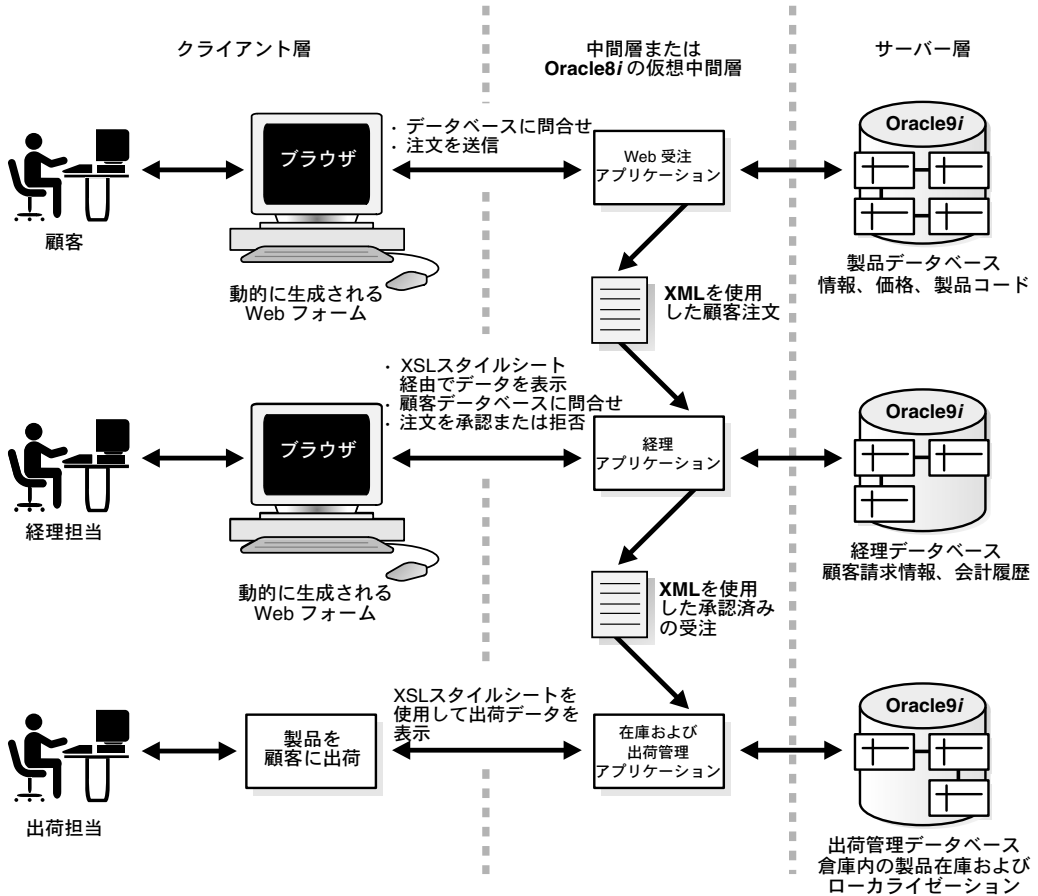 クライアント層
中間層または
Oracle8iの仮想中間層
サーバー層
ブラウザ
・ データベースに問合せ
・ 注文を送信
Web 受注
アプリケーション
Oracle9i
顧客
動的に生成される
Web フォーム
製品データベース
情報、価格、製品コード
XMLを使用
した顧客注文
・ XSLスタイルシート
経由でデータを表示
・ 顧客データベースに問合せ
・ 注文を承認または拒否
ブラウザ
経理
アプリケーション
Oracle9i
経理担当
動的に生成される
Web フォーム
経理データベース
顧客請求情報、会計履歴
XMLを使用
した承認済み
の受注
XSLスタイルシートを
使用して出荷データを
表示
製品を
顧客に出荷
在庫および
出荷管理
アプリケーション
Oracle9i
出荷担当
出荷管理データベース
倉庫内の製品在庫および
ローカライゼーション